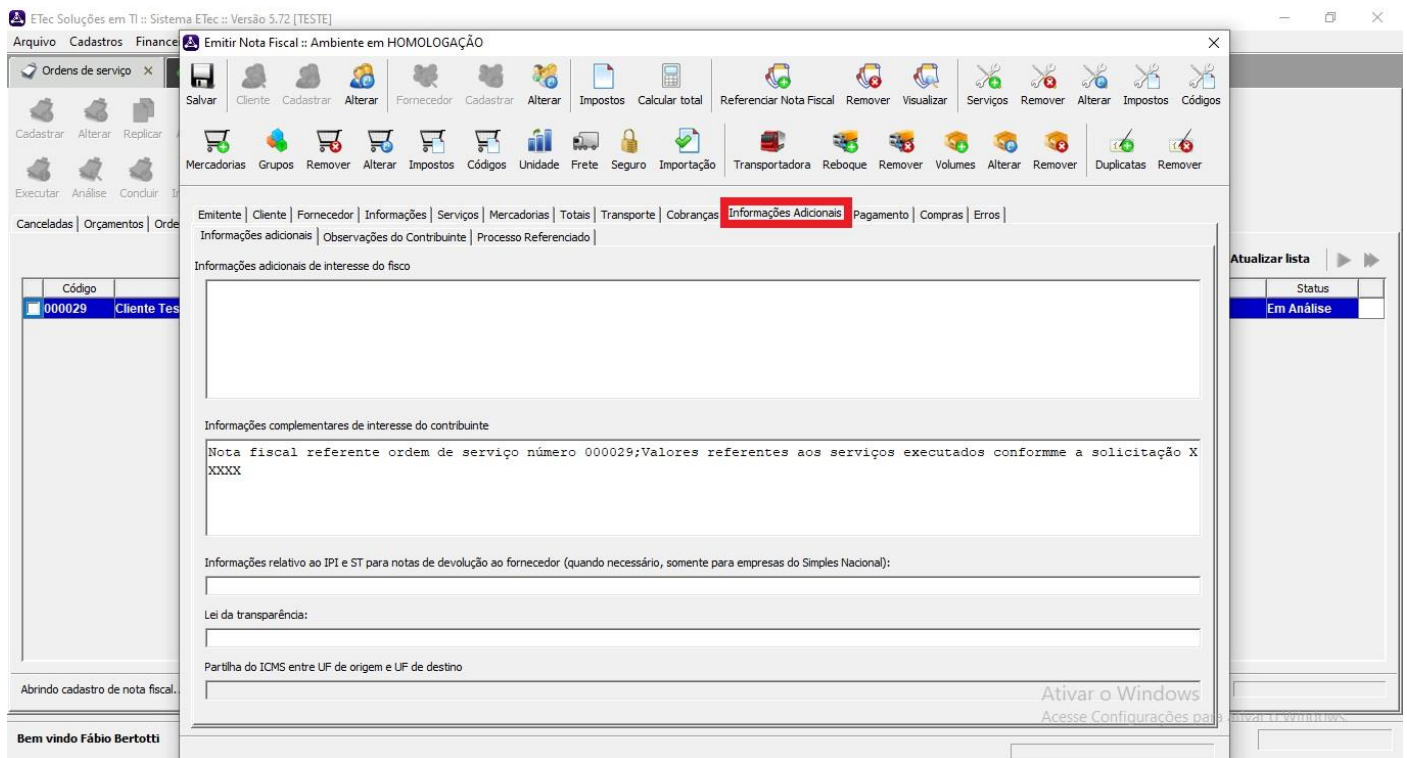 ETec Soluções em TI :: Sistema ETec :: Versão 5.72 [TESTE]
Arquivo Cadastros Finance
Emitir Nota Fiscal :: Ambiente em HOMOLOGAÇÃO
Ordens de serviço
Salvar Cliente Cadastrar Alterar Fornecedor Cadastrar Alterar Impostos Calcular total Referenciar Nota Fiscal Remover Visualizar Serviços Remover Alterar Impostos Códigos
Cadastrar Alterar Replicar
Mercadorias Grupos Remover Alterar Impostos Códigos Unidade Frete Seguro Importação Transportadora Reboque Remover Volumes Alterar Remover Duplicatas Remover
Executar Análise Concluir
Canceladas Orçamentos Orde
Emitente Cliente Fornecedor Informações Serviços Mercadorias Totais Transporte Cobranças Informações Adicionais Pagamento Compras Erros
Informações adicionais Observações do Contribuinte Processo Referenciado
Atualizar lista
Informações adicionais de interesse do fisco
Código Status
000029 Cliente Tes Em Análise
Informações complementares de interesse do contribuinte
Nota fiscal referente ordem de serviço número 000029;Valores referentes aos serviços executados conformme a solicitação X
XXXX
Informações relativo ao IPI e ST para notas de devolução ao fornecedor (quando necessário, somente para empresas do Simples Nacional):
Lei da transparência:
Partilha do ICMS entre UF de origem e UF de destino
Abrindo cadastro de nota fiscal.
Ativar o Windows
Acesse Configurações para ativar o Windows.
Bem vindo Fábio Bertotti